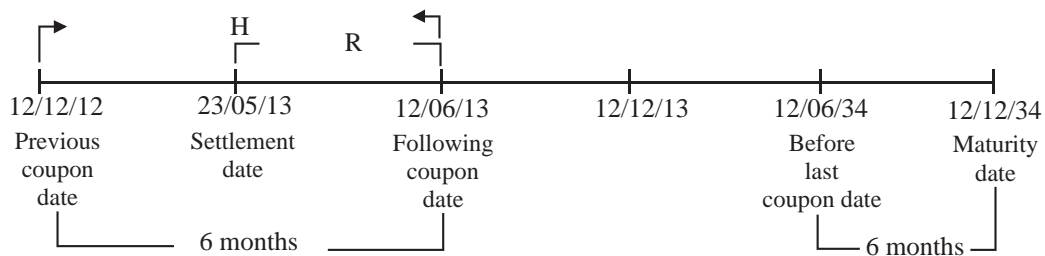 H
R
12/12/12 23/05/13 12/06/13 12/12/13 12/06/34 12/12/34
Previous coupon date
Settlement date
Following coupon date
Before last coupon date
Maturity date
6 months
6 months